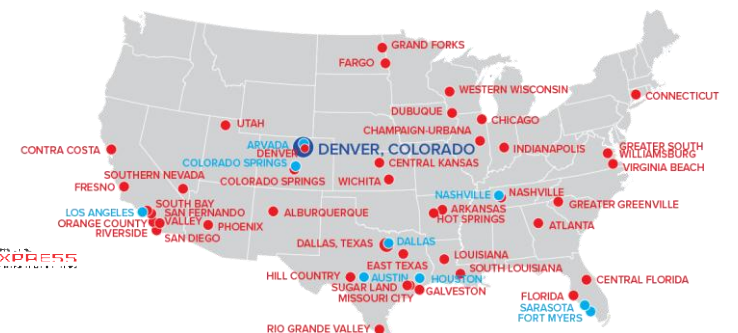 GRAND FORKS
FARGO
WESTERN WISCONSIN
CONNECTICUT
DUBUQUE
CHICAGO
UTAH
CHAMPAIGN-URBANA
ARVADA
DENVER
DENVER, COLORADO
INDIANAPOLIS
GREATER SOUTH
WILLIAMSBURG
CONTRA COSTA
COLORADO SPRINGS
CENTRAL KANSAS
VIRGINIA BEACH
SOUTHERN NEVADA
COLORADO SPRINGS
WICHITA
FRESNO
NASHVILLE
NASHVILLE
SOUTH BAY
GREATER GREENVILLE
LOS ANGELES
SAN FERNANDO
VALLEY
ALBURQUERQUE
ARKANSAS
HOT SPRINGS
ORANGE COUNTY
PHOENIX
ATLANTA
RIVERSIDE
SAN DIEGO
DALLAS, TEXAS
DALLAS
XPRESS
LOUISIANA
EAST TEXAS
SOUTH LOUISIANA
HILL COUNTRY
AUSTIN
HOUSTON
CENTRAL FLORIDA
SUGAR LAND
GALVESTON
MISSOURI CITY
FLORIDA
SARASOTA
FORT MYERS
RIO GRANDE VALLEY